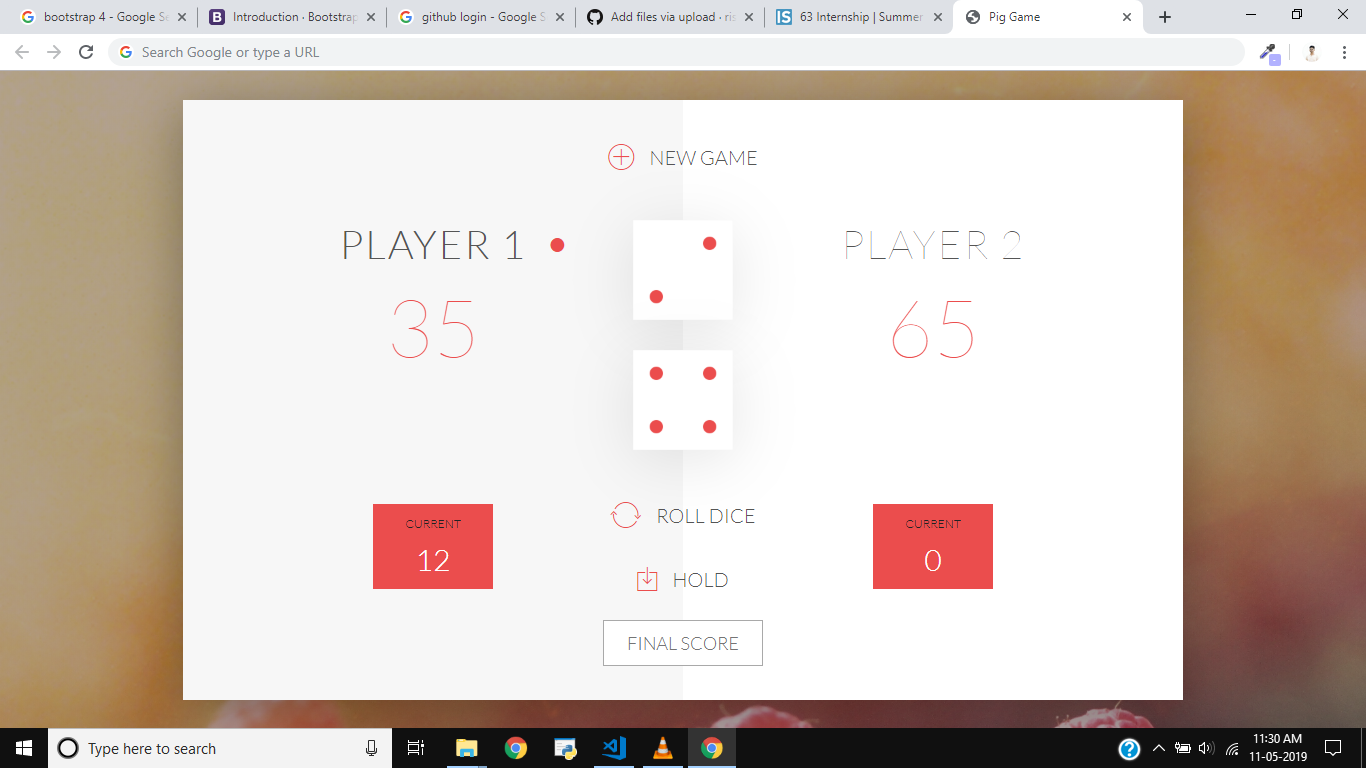 bootstrap 4 - Google Se
Introduction · Bootstrap
github login - Google S
Add files via upload · ris
63 Internship | Summer
Pig Game
Search Google or type a URL
NEW GAME
PLAYER 1
PLAYER 2
35
65
CURRENT
12
ROLL DICE
HOLD
FINAL SCORE
CURRENT
0
Type here to search
11:30 AM
11-05-2019